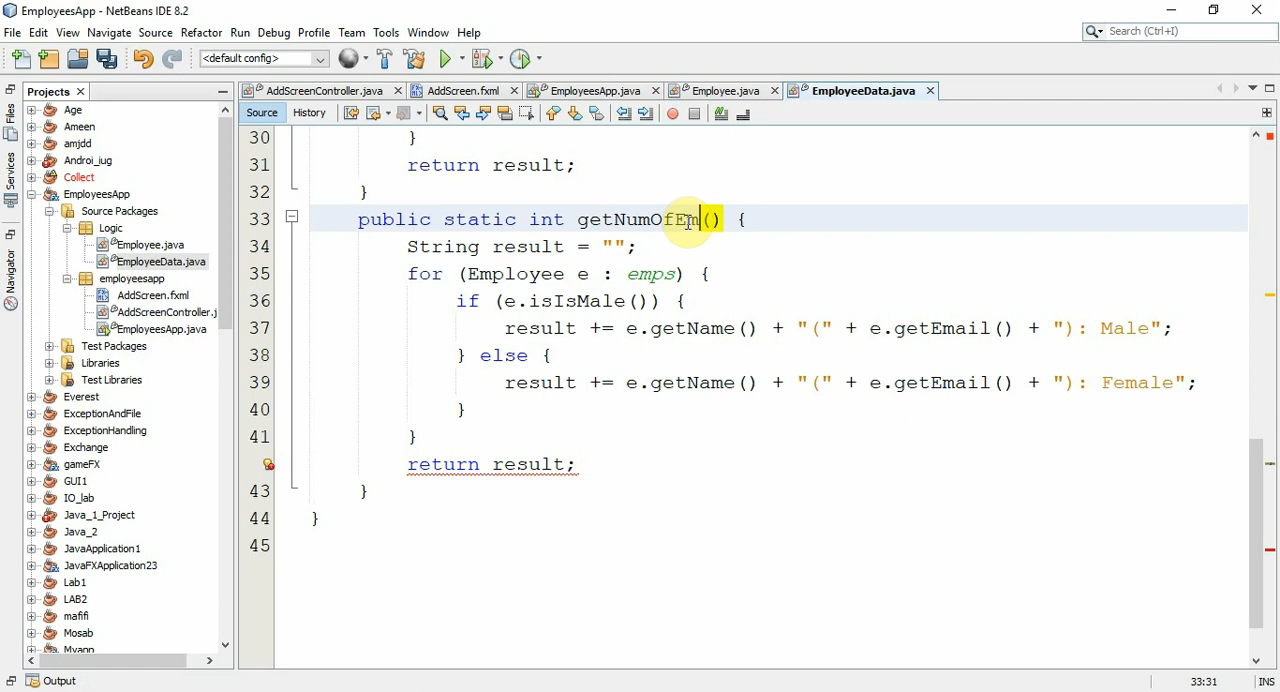 EmployeesApp - NetBeans IDE 8.2
File Edit View Navigate Source Refactor Run Debug Profile Team Tools Window Help
Search (Ctrl+I)
<default config>
Projects
AddScreenController.java
AddScreen.fxml
EmployeesApp.java
Employee.java
EmployeeData.java
Source History
Files
Services
Navigator
Age
Ameen
amjdd
Androi_iug
Collect
EmployeesApp
Source Packages
Logic
Employee.java
EmployeeData.java
employeesapp
AddScreen.fxml
AddScreenController.j
EmployeesApp.java
Test Packages
Libraries
Test Libraries
Everest
ExceptionAndFile
ExceptionHandling
Exchange
gameFX
GUI1
IO_lab
Java_1_Project
Java_2
JavaApplication1
JavaFXApplication23
Lab1
LAB2
mafifi
Mosab
Myapp
30 }
31 return result;
32 }
33 public static int getNumOfEm() {
34 String result = "";
35 for (Employee e : emps) {
36 if (e.isIsMale()) {
37 result += e.getName() + "(" + e.getEmail() + "): Male";
38 } else {
39 result += e.getName() + "(" + e.getEmail() + "): Female";
40 }
41 }
return result;
43 }
44 }
45
Output
33:31 INS